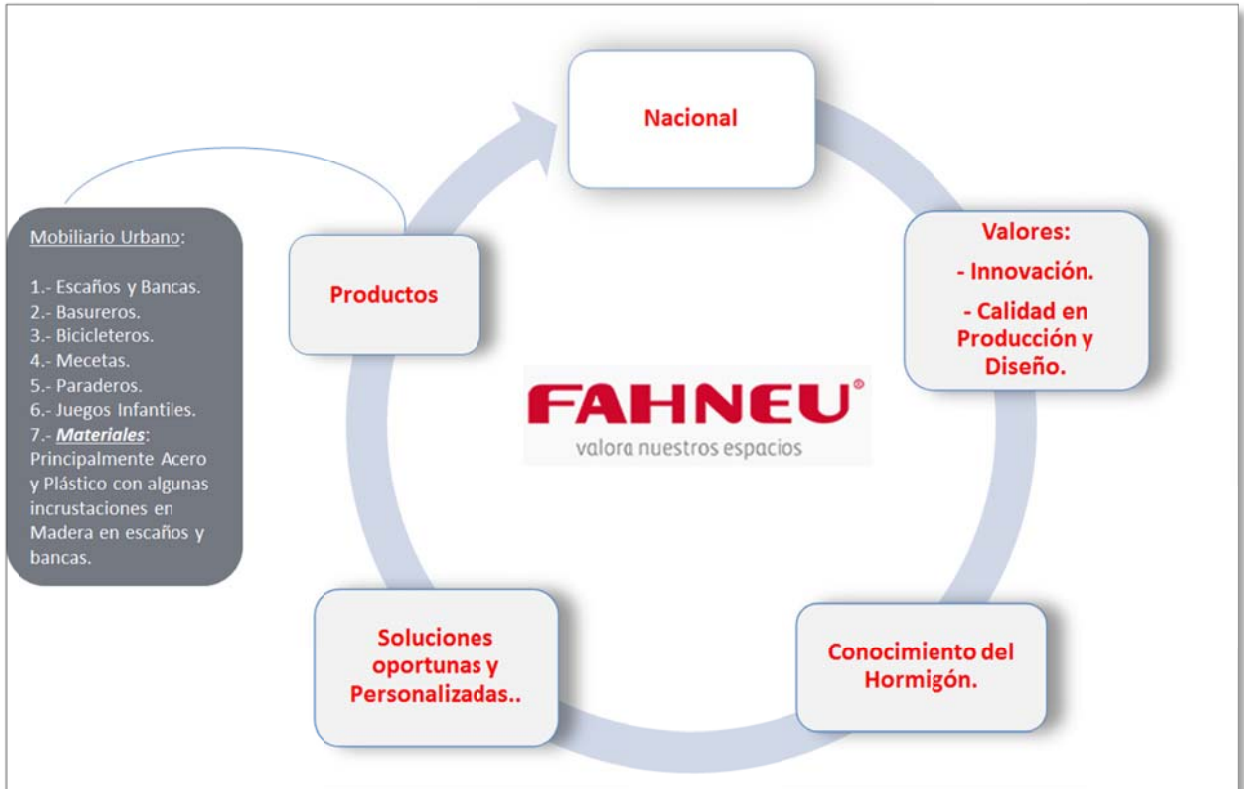 Nacional
Valores:
- Innovación.
- Calidad en
Producción y
Diseño.
Conocimiento del
Hormigón.
Soluciones
oportunas y
Personalizadas..
Productos
Mobiliario Urbano:
1.- Escaños y Bancas.
2.- Basureros.
3.- Bicicleteros.
4.- Mecetas.
5.- Paraderos.
6.- Juegos Infantiles.
7.- Materiales:
Principalmente Acero
y Plástico con algunas
incrustaciones en
Madera en escaños y
bancas.
FAHNEU®
valora nuestros espacios